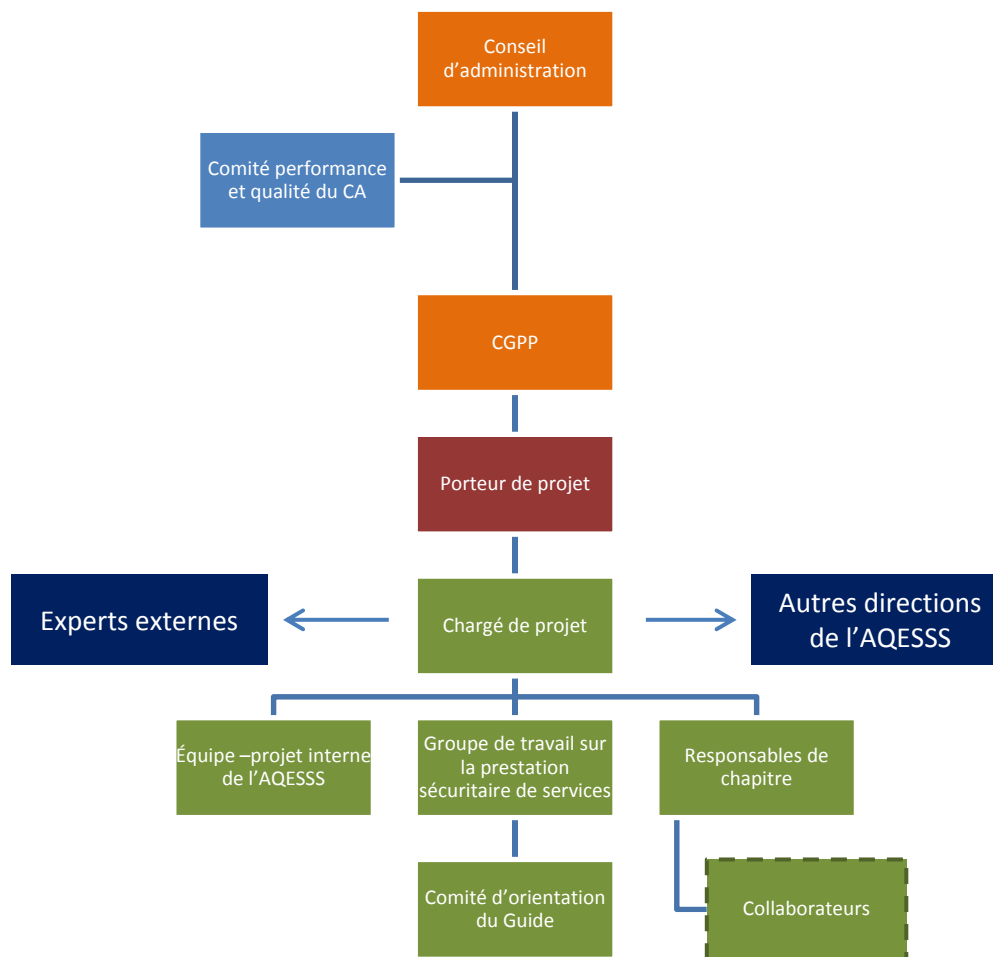 Conseil
d'administration
Comité performance
et qualité du CA
CGPP
Porteur de projet
Experts externes
Chargé de projet
Autres directions
de l'AQESSS
Équipe –projet interne
de l'AQESSS
Groupe de travail sur
la prestation
sécuritaire de services
Responsables de
chapitre
Comité d'orientation
du Guide
Collaborateurs